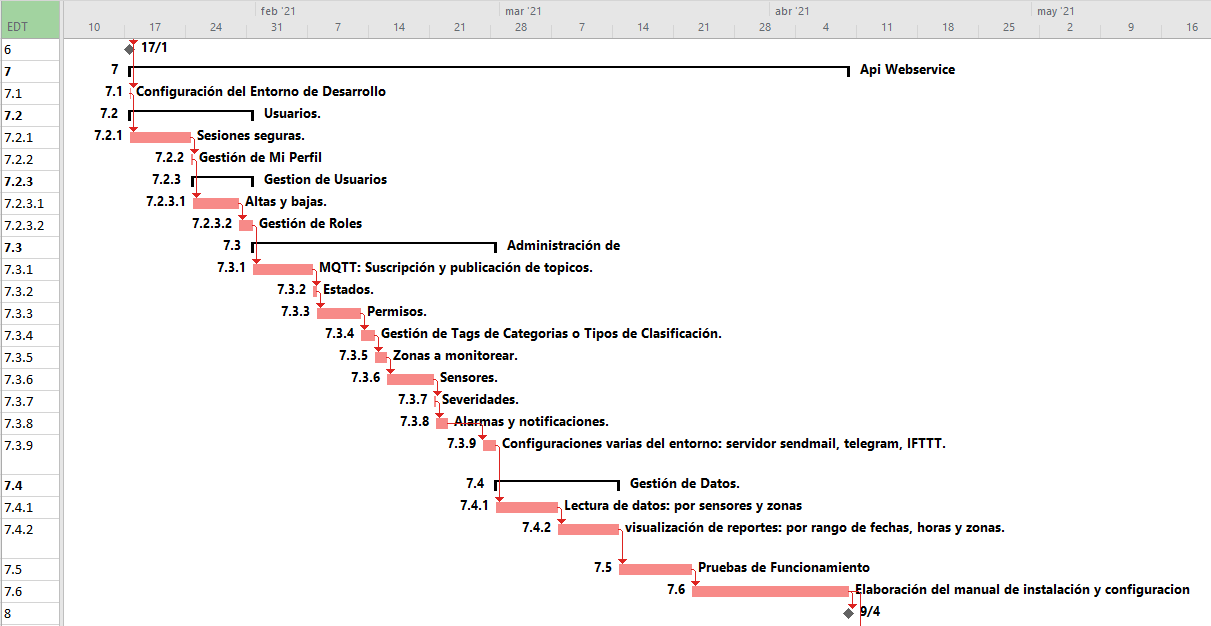 EDT
feb '21 mar '21 abr '21 may '21
10 17 24 31 7 14 21 28 7 14 21 28 4 11 18 25 2 9 16
6 17/1
7 7 Api Webservice
7.1 7.1 Configuración del Entorno de Desarrollo
7.2 7.2 Usuarios.
7.2.1 7.2.1 Sesiones seguras.
7.2.2 7.2.2 Gestión de Mi Perfil
7.2.3 7.2.3 Gestion de Usuarios
7.2.3.1 7.2.3.1 Altas y bajas.
7.2.3.2 7.2.3.2 Gestión de Roles
7.3 7.3 Administración de
7.3.1 7.3.1 MQTT: Suscripción y publicación de topicos.
7.3.2 7.3.2 Estados.
7.3.3 7.3.3 Permisos.
7.3.4 7.3.4 Gestión de Tags de Categorias o Tipos de Clasificación.
7.3.5 7.3.5 Zonas a monitorear.
7.3.6 7.3.6 Sensores.
7.3.7 7.3.7 Severidades.
7.3.8 7.3.8 Alarmas y notificaciones.
7.3.9 7.3.9 Configuraciones varias del entorno: servidor sendmail, telegram, IFTTT.
7.4 7.4 Gestión de Datos.
7.4.1 7.4.1 Lectura de datos: por sensores y zonas
7.4.2 7.4.2 visualización de reportes: por rango de fechas, horas y zonas.
7.5 7.5 Pruebas de Funcionamiento
7.6 7.6 Elaboración del manual de instalación y configuracion
8 9/4